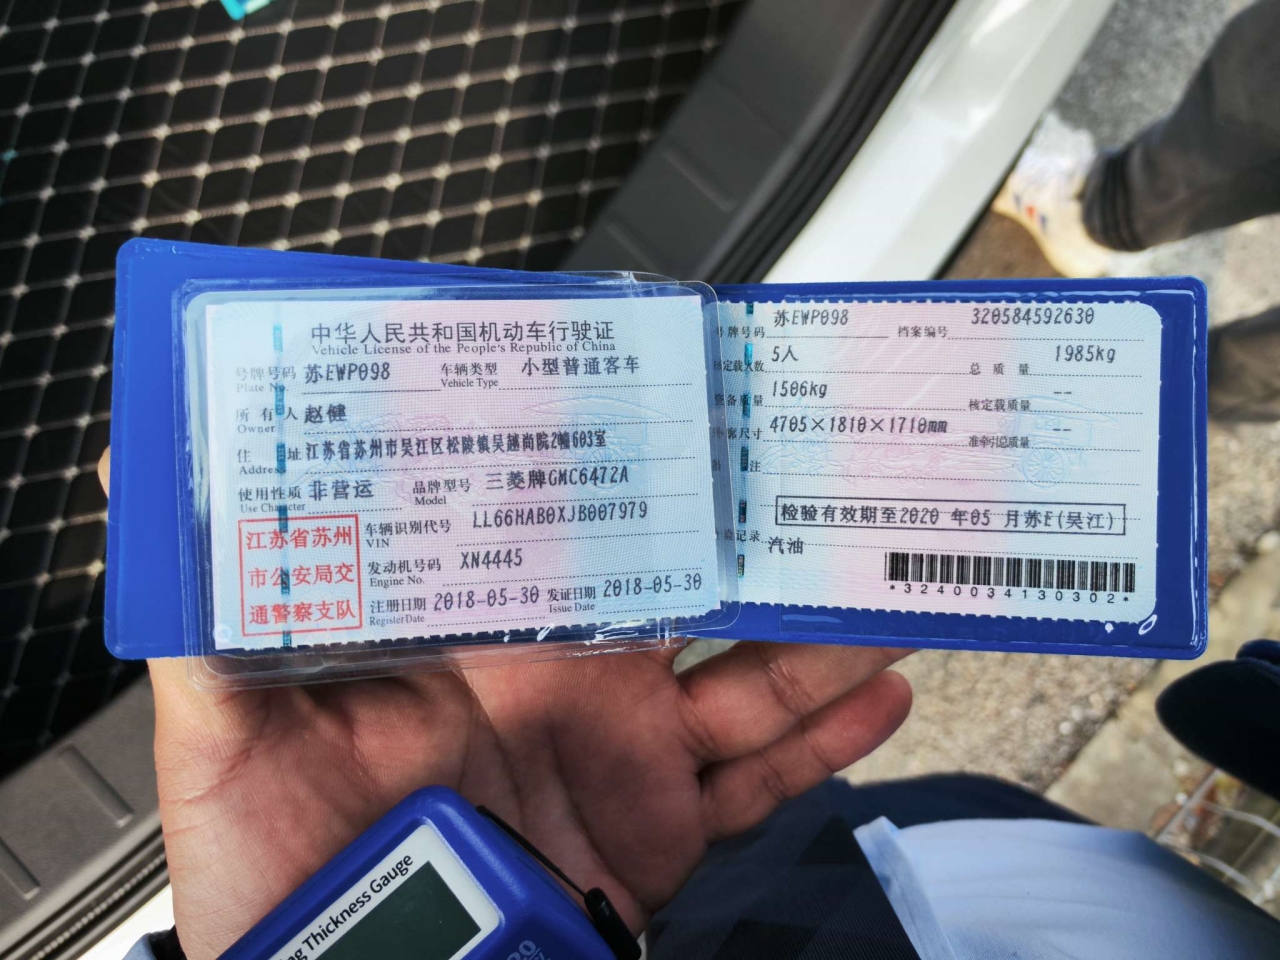 中华人民共和国机动车行驶证
Vehicle License of the People's Republic of China
号牌号码 苏EWP098 车辆类型 小型普通客车
Plate No. Vehicle Type
所有人 赵健
Owner
住址 江苏省苏州市吴江区松陵镇吴越尚院2幢603室
Address
使用性质 非营运 品牌型号 三菱牌GMC6472A
Use Character Model
江苏省苏州
市公安局交
通警察支队
车辆识别代号 LL66HAB0XJB007979
VIN
发动机号码 XN4445
Engine No.
注册日期 2018-05-30 发证日期 2018-05-30
Register Date Issue Date
号牌号码 苏EWP098 档案编号 320584592630
核定载人数 5人 总质量 1985kg
整备质量 1506kg 核定载质量 --
外廓尺寸 4705×1810×1710mm 准牵引总质量 --
注
检验有效期至2020 年05 月苏E(吴江)
记录
汽油
*3240034130302*
Thickness Gauge